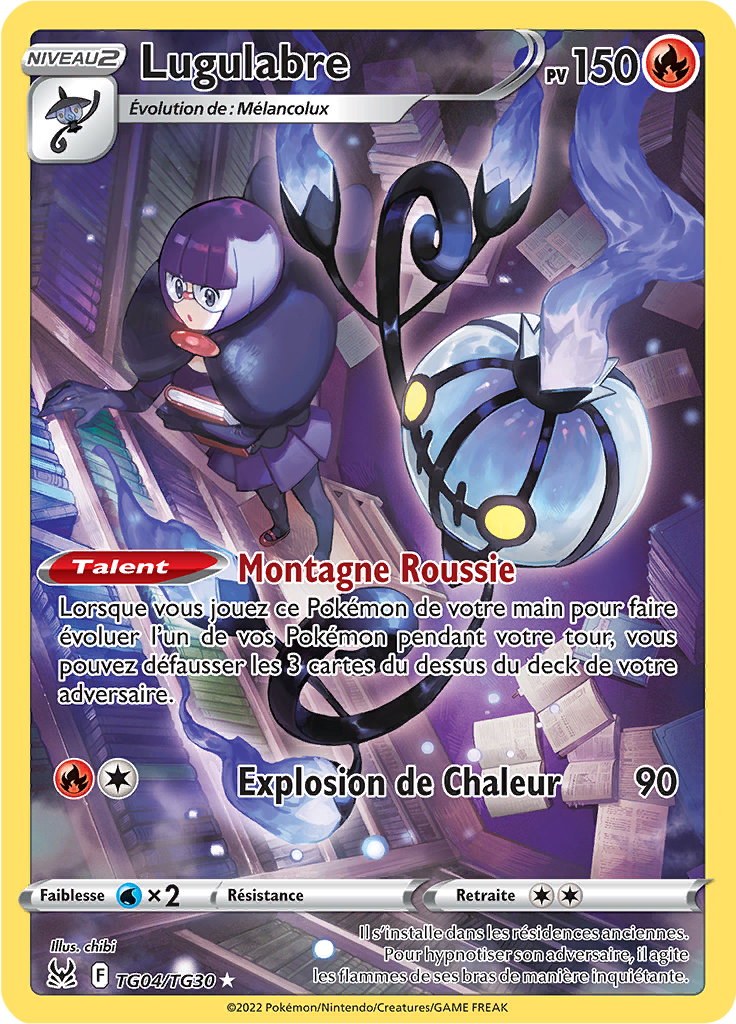 NIVEAU 2
Lugulabre
PV 150
Évolution de : Mélancolux
Talent Montagne Roussie
Lorsque vous jouez ce Pokémon de votre main pour faire
évoluer l'un de vos Pokémon pendant votre tour, vous
pouvez défausser les 3 cartes du dessus du deck de votre
adversaire.
Explosion de Chaleur 90
Faiblesse ×2 Résistance Retraite
Il s'installe dans les résidences anciennes.
Pour hypnotiser son adversaire, il agite
les flammes de ses bras de manière inquiétante.
Illus. chibi
F TG04/TG30 ★
©2022 Pokémon/Nintendo/Creatures/GAME FREAK